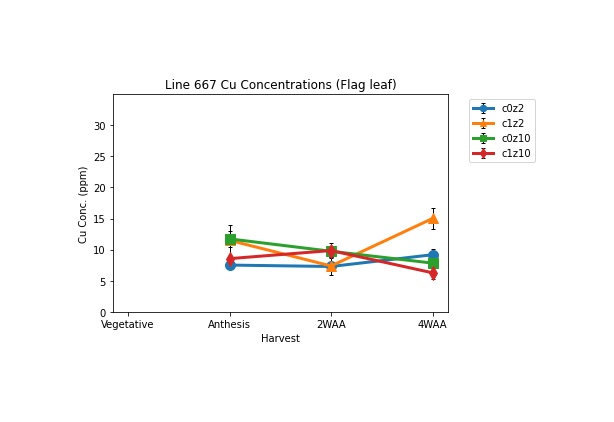 Line 667 Cu Concentrations (Flag leaf)
c0z2
c1z2
c0z10
c1z10
30
25
20
15
10
5
0
Cu Conc. (ppm)
Vegetative Anthesis 2WAA 4WAA
Harvest